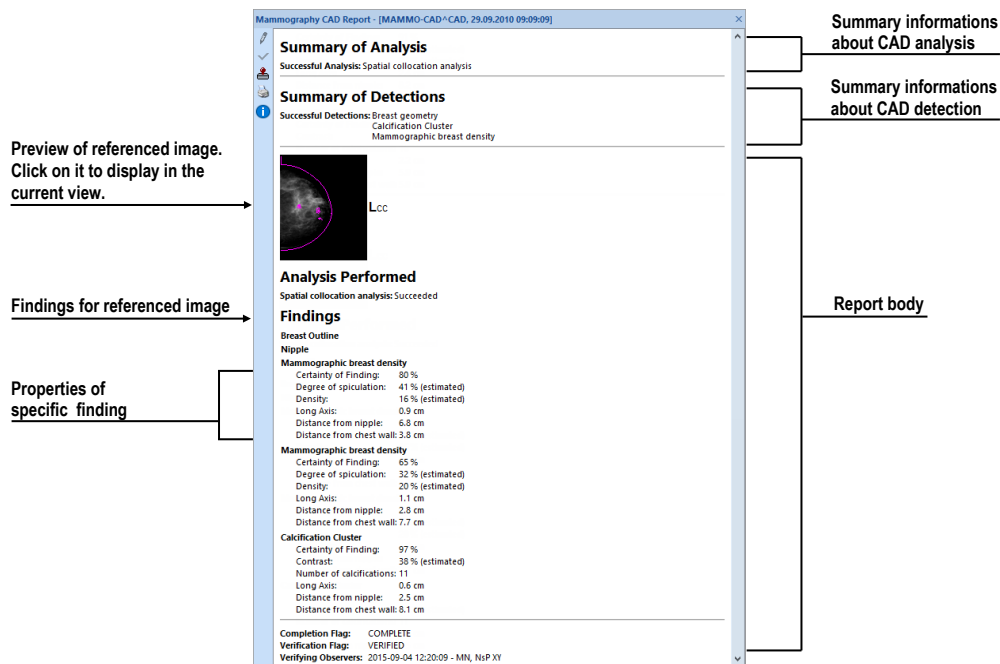 Mammography CAD Report - [MAMMO-CAD^CAD, 29.09.2010 09:09:09]
Summary of Analysis
Successful Analysis: Spatial collocation analysis
Summary of Detections
Successful Detections: Breast geometry
Calcification Cluster
Mammographic breast density
Lcc
Analysis Performed
Spatial collocation analysis: Succeeded
Findings
Breast Outline
Nipple
Mammographic breast density
Certainty of Finding: 80 %
Degree of spiculation: 41 % (estimated)
Density: 16 % (estimated)
Long Axis: 0.9 cm
Distance from nipple: 6.8 cm
Distance from chest wall: 3.8 cm
Mammographic breast density
Certainty of Finding: 65 %
Degree of spiculation: 32 % (estimated)
Density: 20 % (estimated)
Long Axis: 1.1 cm
Distance from nipple: 2.8 cm
Distance from chest wall: 7.7 cm
Calcification Cluster
Certainty of Finding: 97 %
Contrast: 38 % (estimated)
Number of calcifications: 11
Long Axis: 0.6 cm
Distance from nipple: 2.5 cm
Distance from chest wall: 8.1 cm
Completion Flag: COMPLETE
Verification Flag: VERIFIED
Verifying Observers: 2015-09-04 12:20:09 - MN, NsP XY
Preview of referenced image.
Click on it to display in the
current view.
Findings for referenced image
Properties of
specific finding
Summary informations
about CAD analysis
Summary informations
about CAD detection
Report body